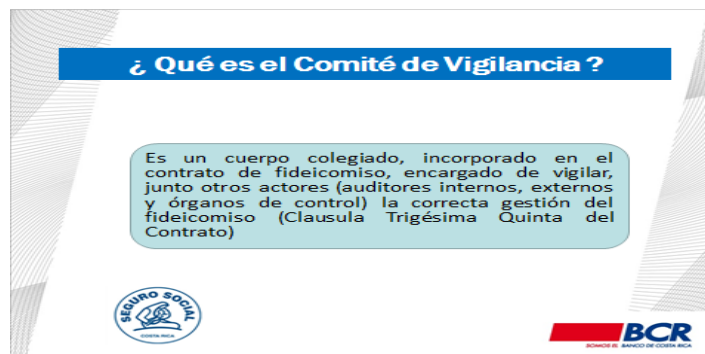 ¿ Qué es el Comité de Vigilancia ?
Es un cuerpo colegiado, incorporado en el
contrato de fideicomiso, encargado de vigilar,
junto otros actores (auditores internos, externos
y órganos de control) la correcta gestión del
fideicomiso (Clausula Trigésima Quinta del
Contrato)
SEGURO SOCIAL
COSTA RICA
BCR
SOMOS EL BANCO DE COSTA RICA